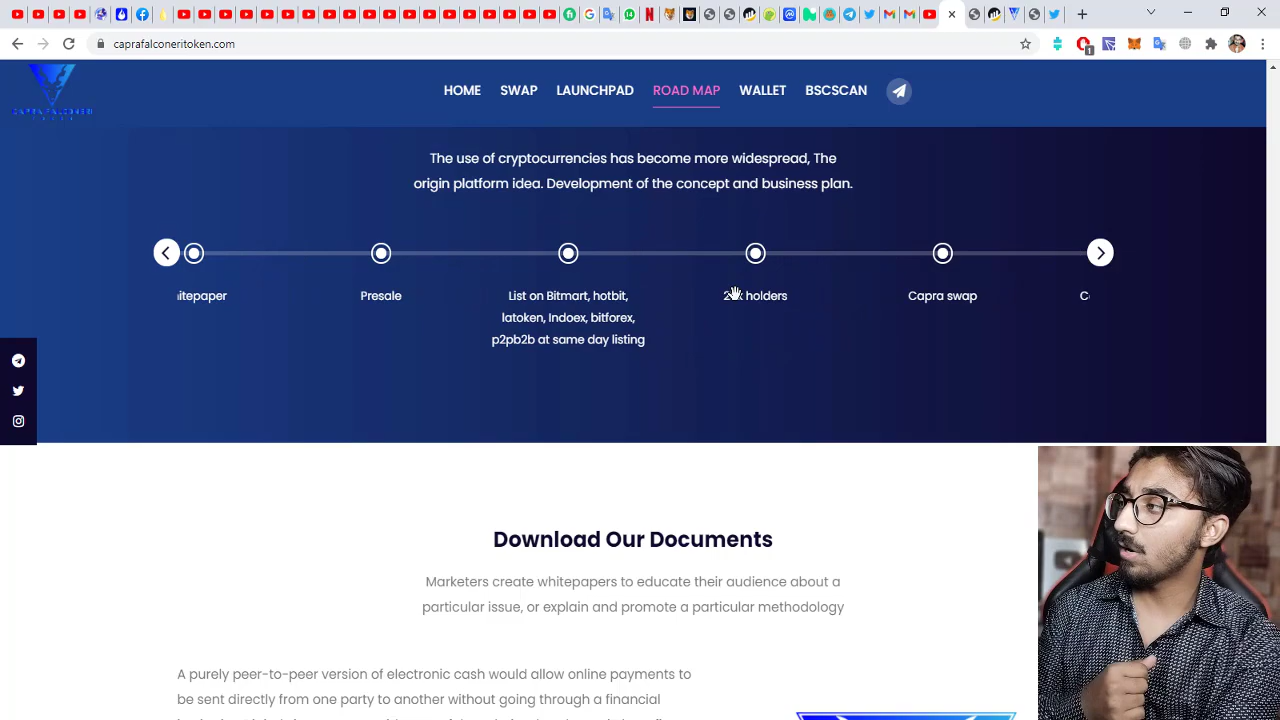 caprafalconeritoken.com
1
CAPRA FALCONERI
HOME SWAP LAUNCHPAD ROAD MAP WALLET BSCSCAN
The use of cryptocurrencies has become more widespread, The
origin platform idea. Development of the concept and business plan.
itepaper
Presale
List on Bitmart, hotbit,
latoken, Indoex, bitforex,
p2pb2b at same day listing
holders
Capra swap
C
Download Our Documents
Marketers create whitepapers to educate their audience about a
particular issue, or explain and promote a particular methodology
A purely peer-to-peer version of electronic cash would allow online payments to
be sent directly from one party to another without going through a financial